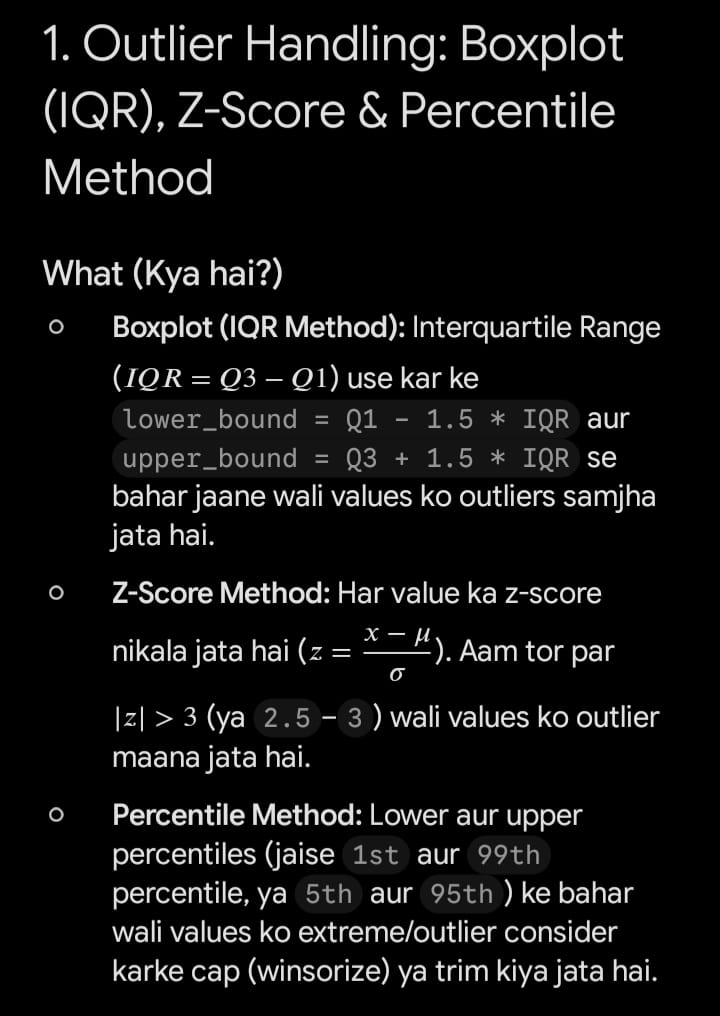 1. Outlier Handling: Boxplot
(IQR), Z-Score & Percentile
Method
What (Kya hai?)
Boxplot (IQR Method): Interquartile Range
(IQR = Q3 − Q1) use kar ke
lower_bound = Q1 - 1.5 * IQR aur
upper_bound = Q3 + 1.5 * IQR se
bahar jaane wali values ko outliers samjha
jata hai.
Z-Score Method: Har value ka z-score
nikala jata hai (z = (x − μ)/σ). Aam tor par
|z| > 3 (ya 2.5 – 3) wali values ko outlier
maana jata hai.
Percentile Method: Lower aur upper
percentiles (jaise 1st aur 99th
percentile, ya 5th aur 95th) ke bahar
wali values ko extreme/outlier consider
karke cap (winsorize) ya trim kiya jata hai.